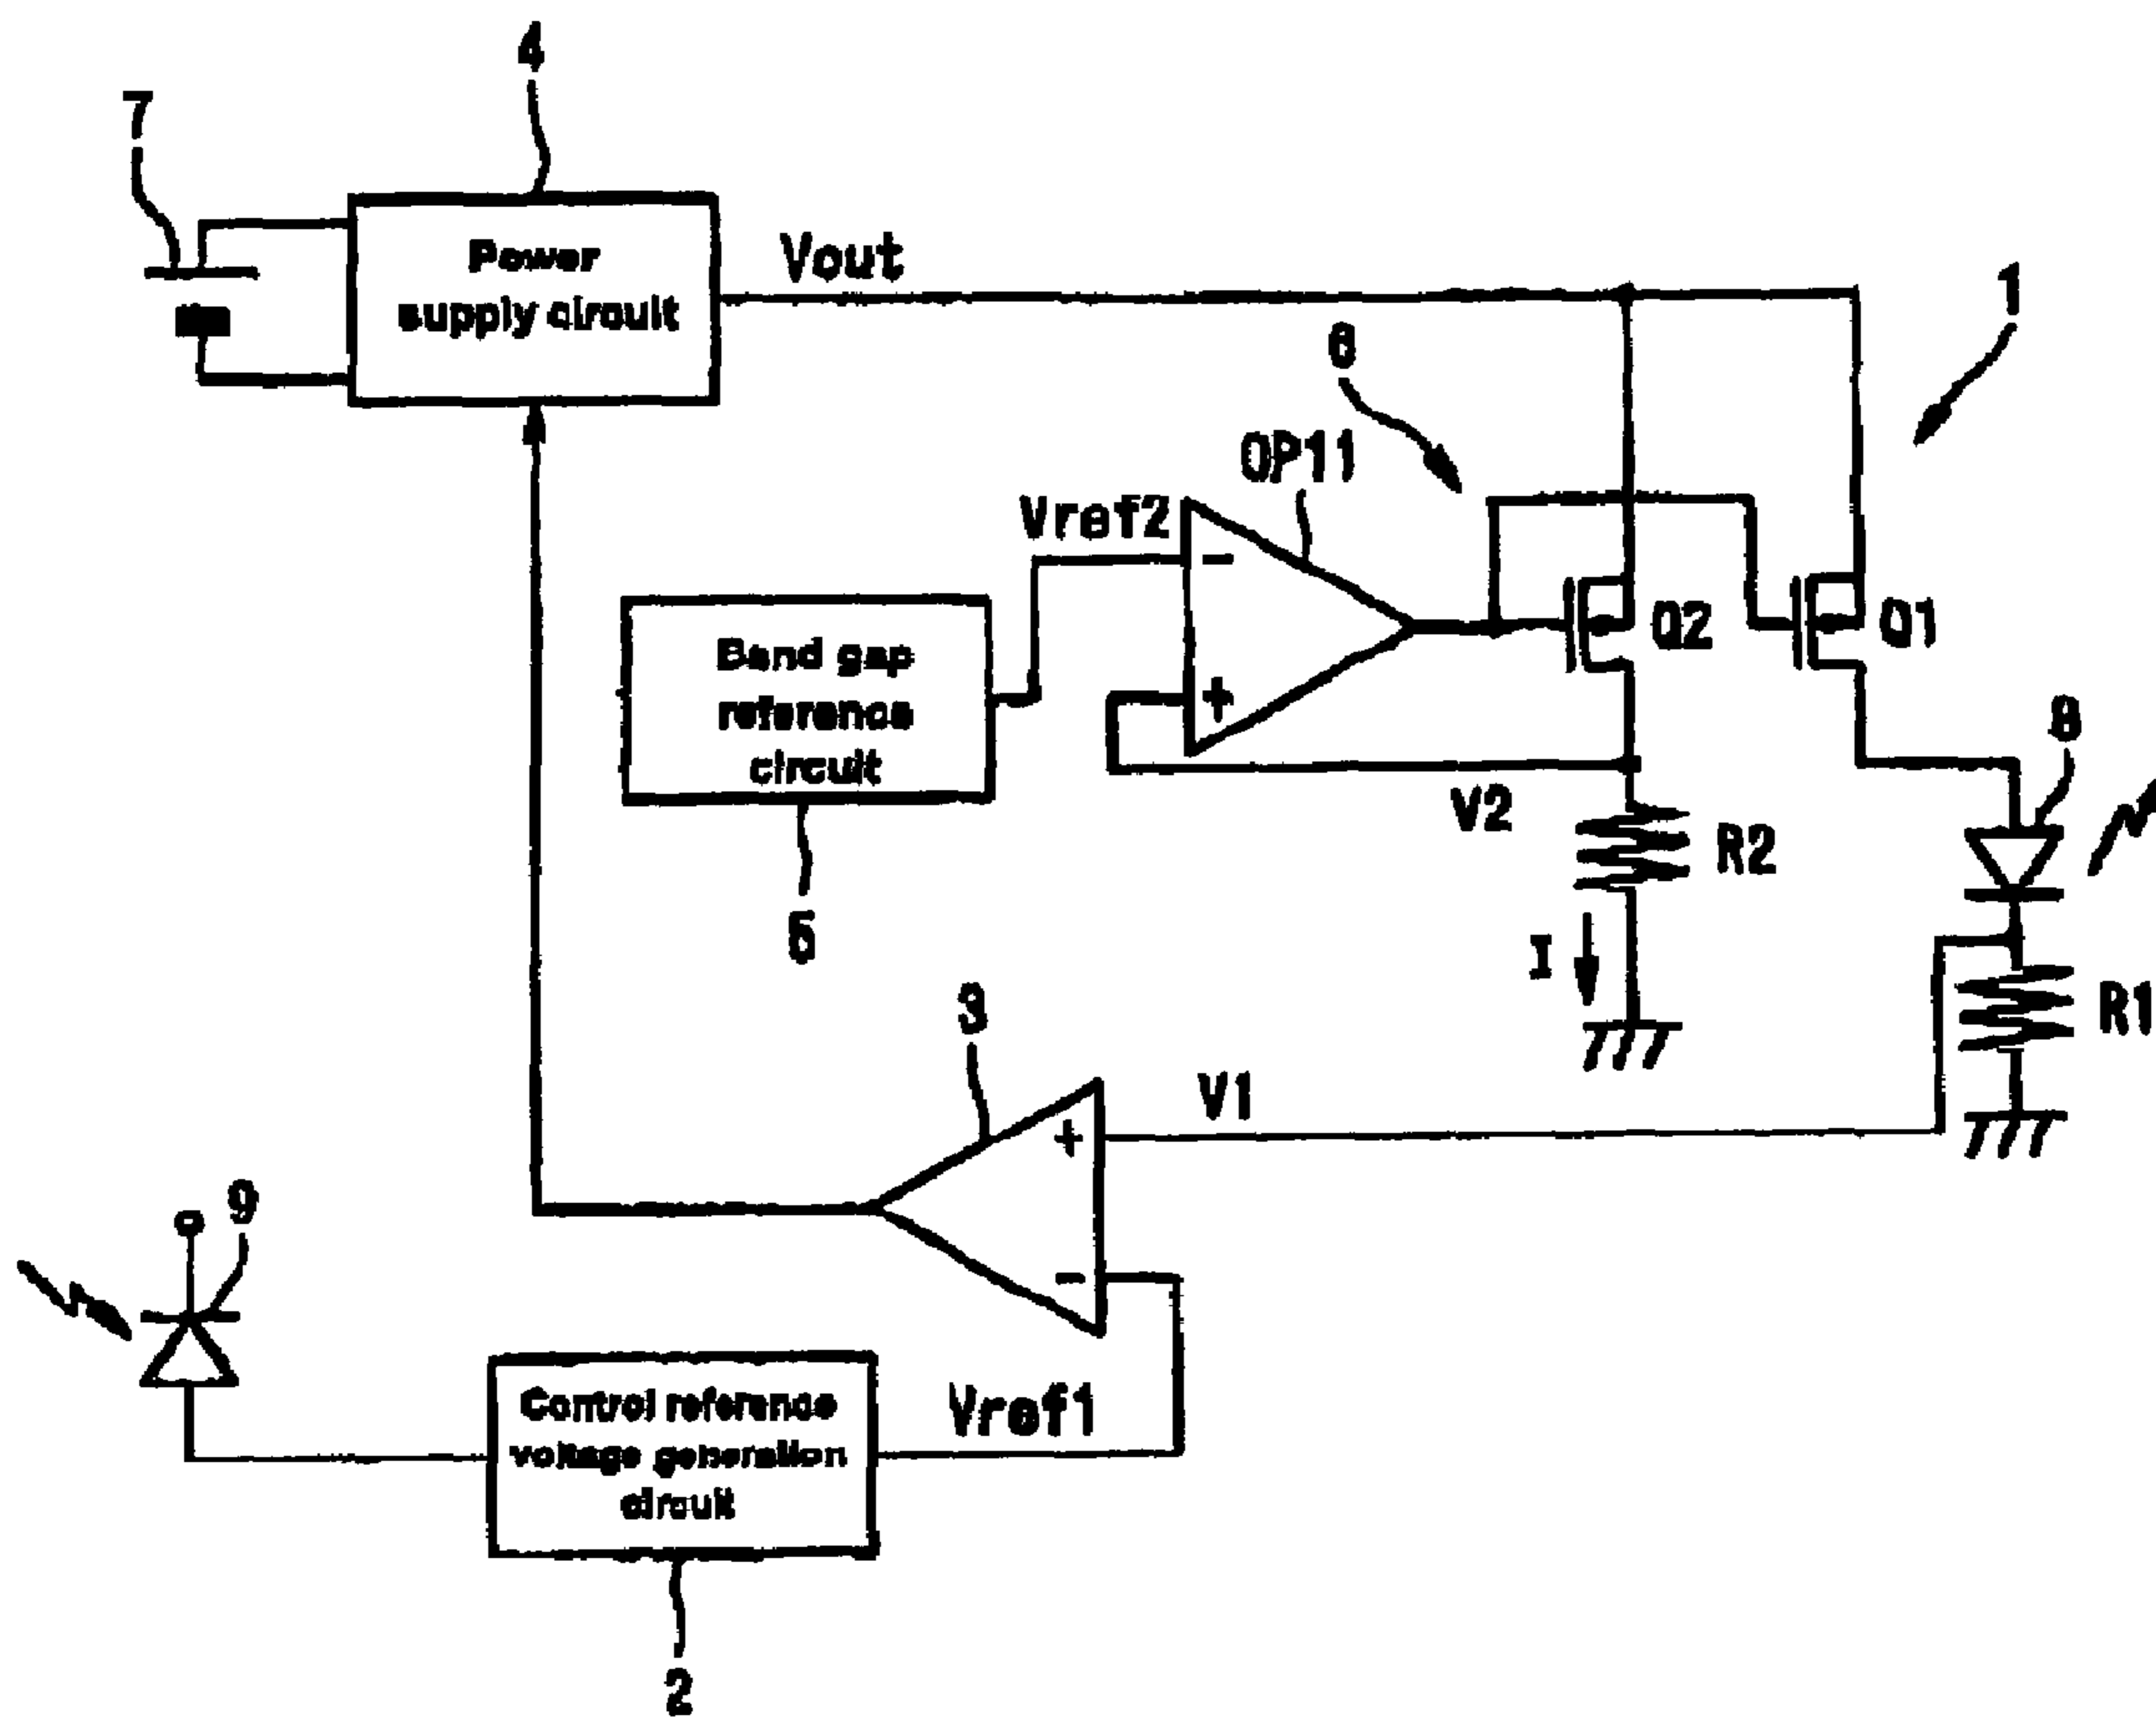 4
7
Power
supply circuit
Vout
1
6
OP11
Vref2
-
+
Q2
Q1
Band gap
reference
circuit
8
V2
R2
5
I
R1
3
V1
+
-
9
Control reference
voltage generation
circuit
Vref1
2